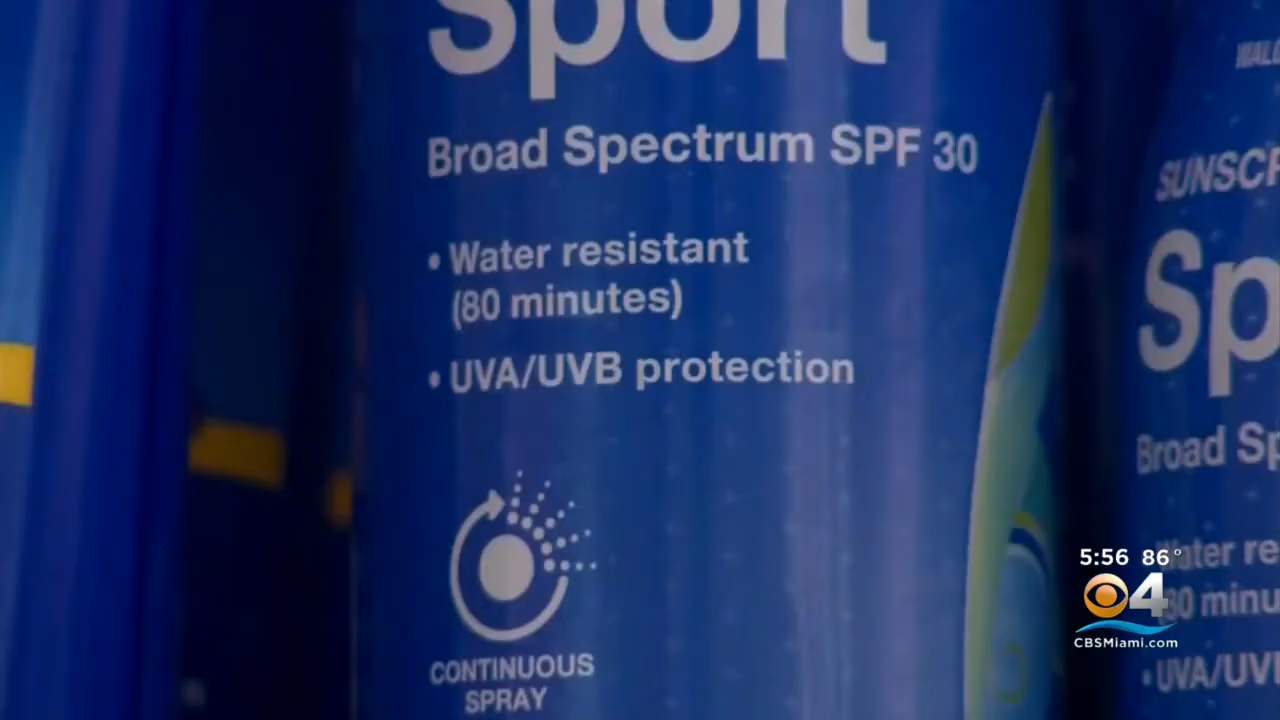 Sport
Broad Spectrum SPF 30
• Water resistant
(80 minutes)
• UVA/UVB protection
CONTINUOUS
SPRAY
Sp
Broad
5:56 86°
4
CBSMiami.com